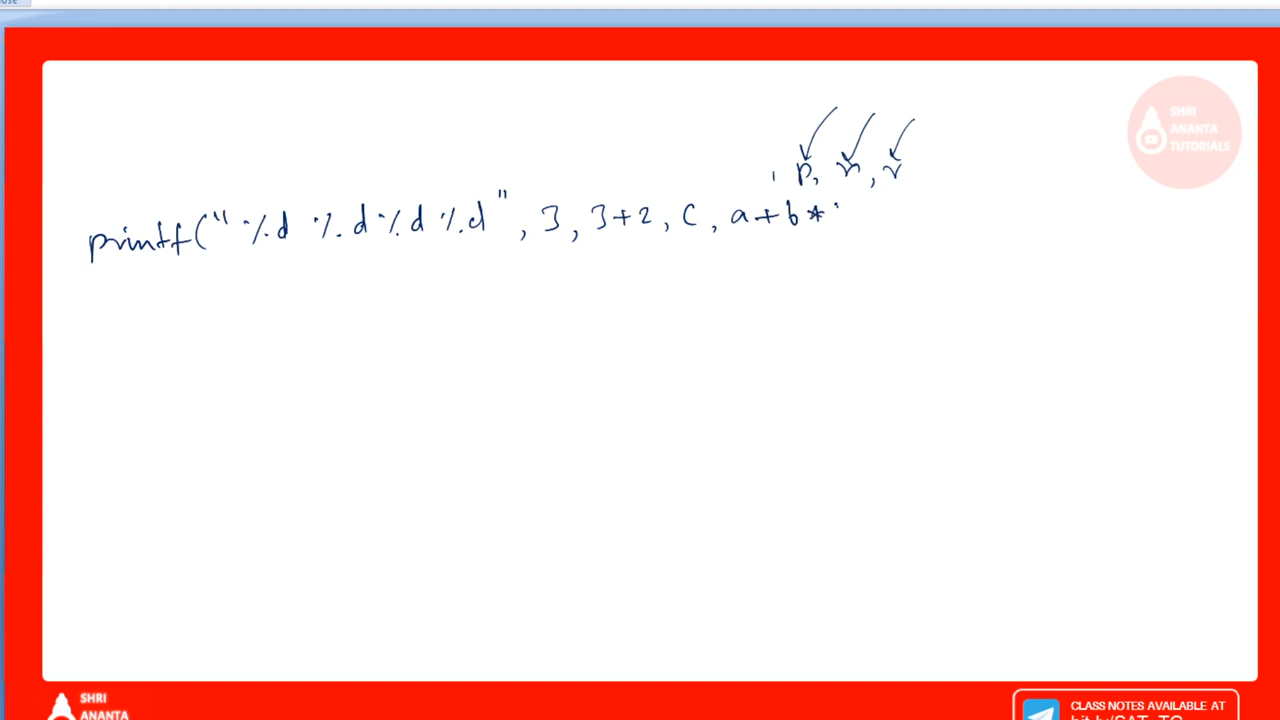 SHRI
ANANTA
TUTORIALS
p, n, v
printf("%d %d %d %d", 3, 3+2, c, a+b*
SHRI
ANANTA
CLASS NOTES AVAILABLE AT